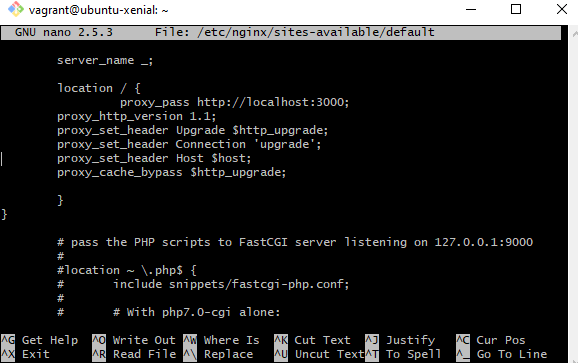 vagrant@ubuntu-xenial: ~
GNU nano 2.5.3 File: /etc/nginx/sites-available/default
server_name _;
location / {
proxy_pass http://localhost:3000;
proxy_http_version 1.1;
proxy_set_header Upgrade $http_upgrade;
proxy_set_header Connection 'upgrade';
proxy_set_header Host $host;
proxy_cache_bypass $http_upgrade;
}
}
# pass the PHP scripts to FastCGI server listening on 127.0.0.1:9000
#
#location ~ \.php$ {
# include snippets/fastcgi-php.conf;
#
# # With php7.0-cgi alone:
^G Get Help ^O Write Out ^W Where Is ^K Cut Text ^J Justify ^C Cur Pos
^X Exit ^R Read File ^\ Replace ^U Uncut Text ^T To Spell ^_ Go To Line